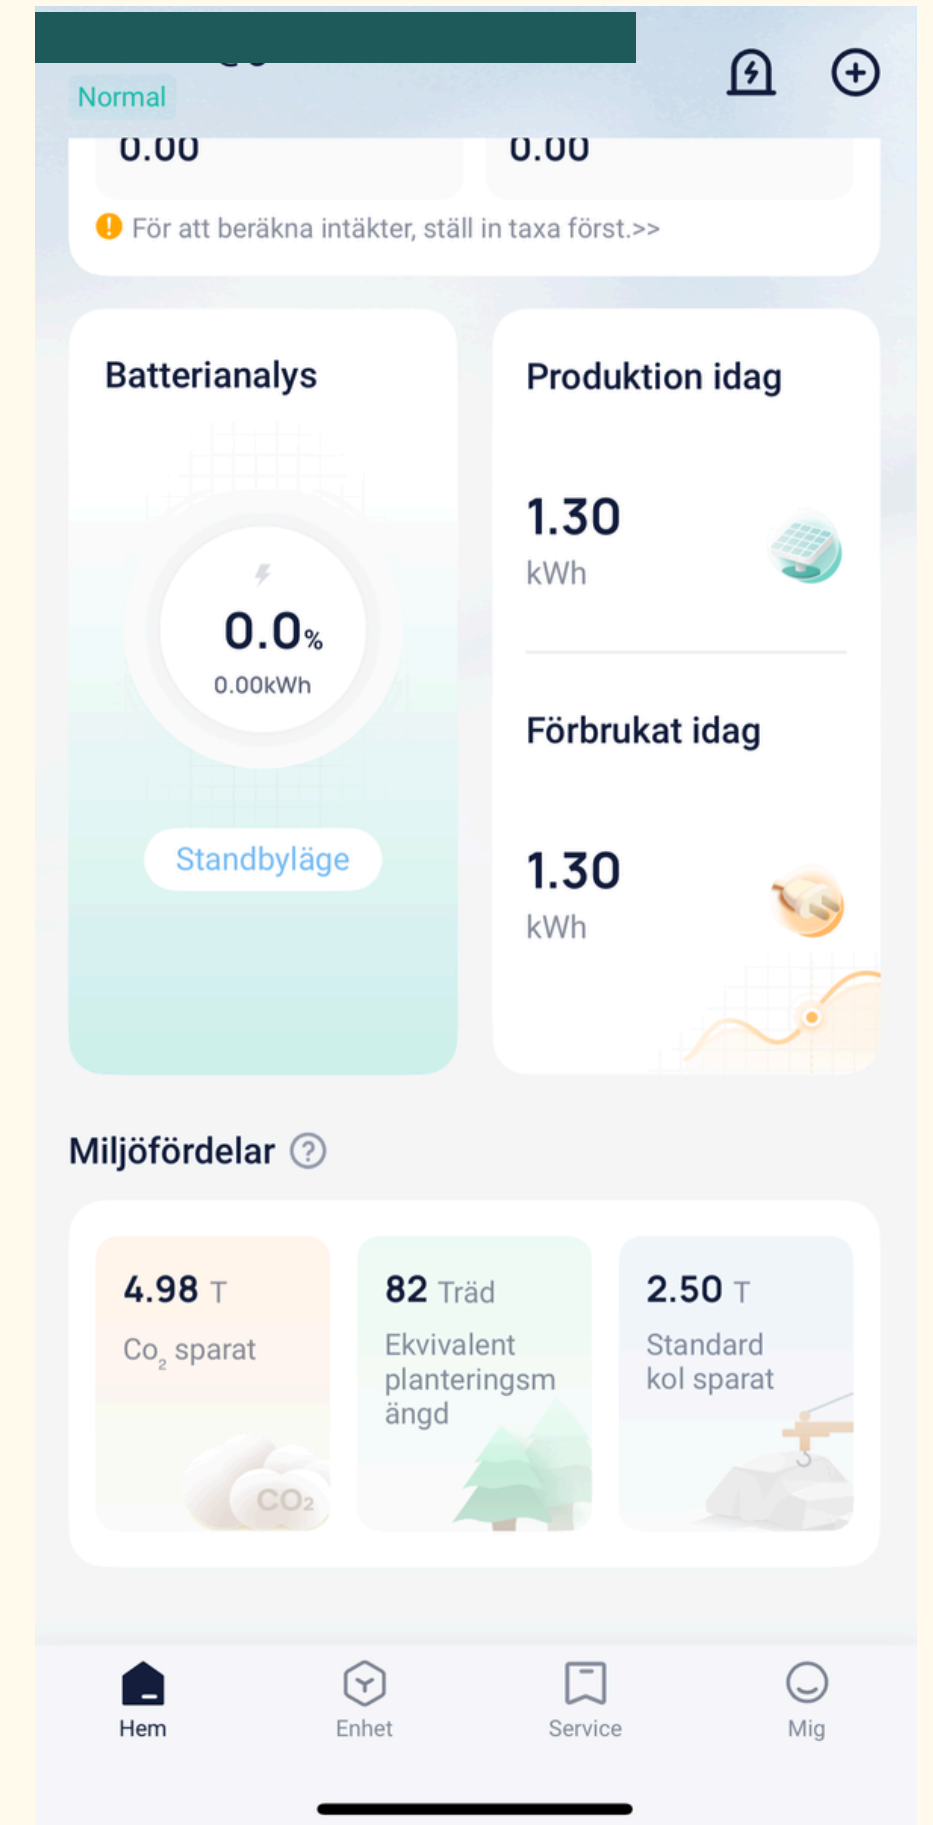 Normal
0.00
0.00
För att beräkna intäkter, ställ in taxa först.>>
Batterianalys
0.0%
0.00kWh
Standbyläge
Produktion idag
1.30
kWh
Förbrukat idag
1.30
kWh
Miljöfördelar ?
4.98 T
Co₂ sparat
CO₂
82 Träd
Ekvivalent
planteringsm
ängd
2.50 T
Standard
kol sparat
Hem
Enhet
Service
Mig